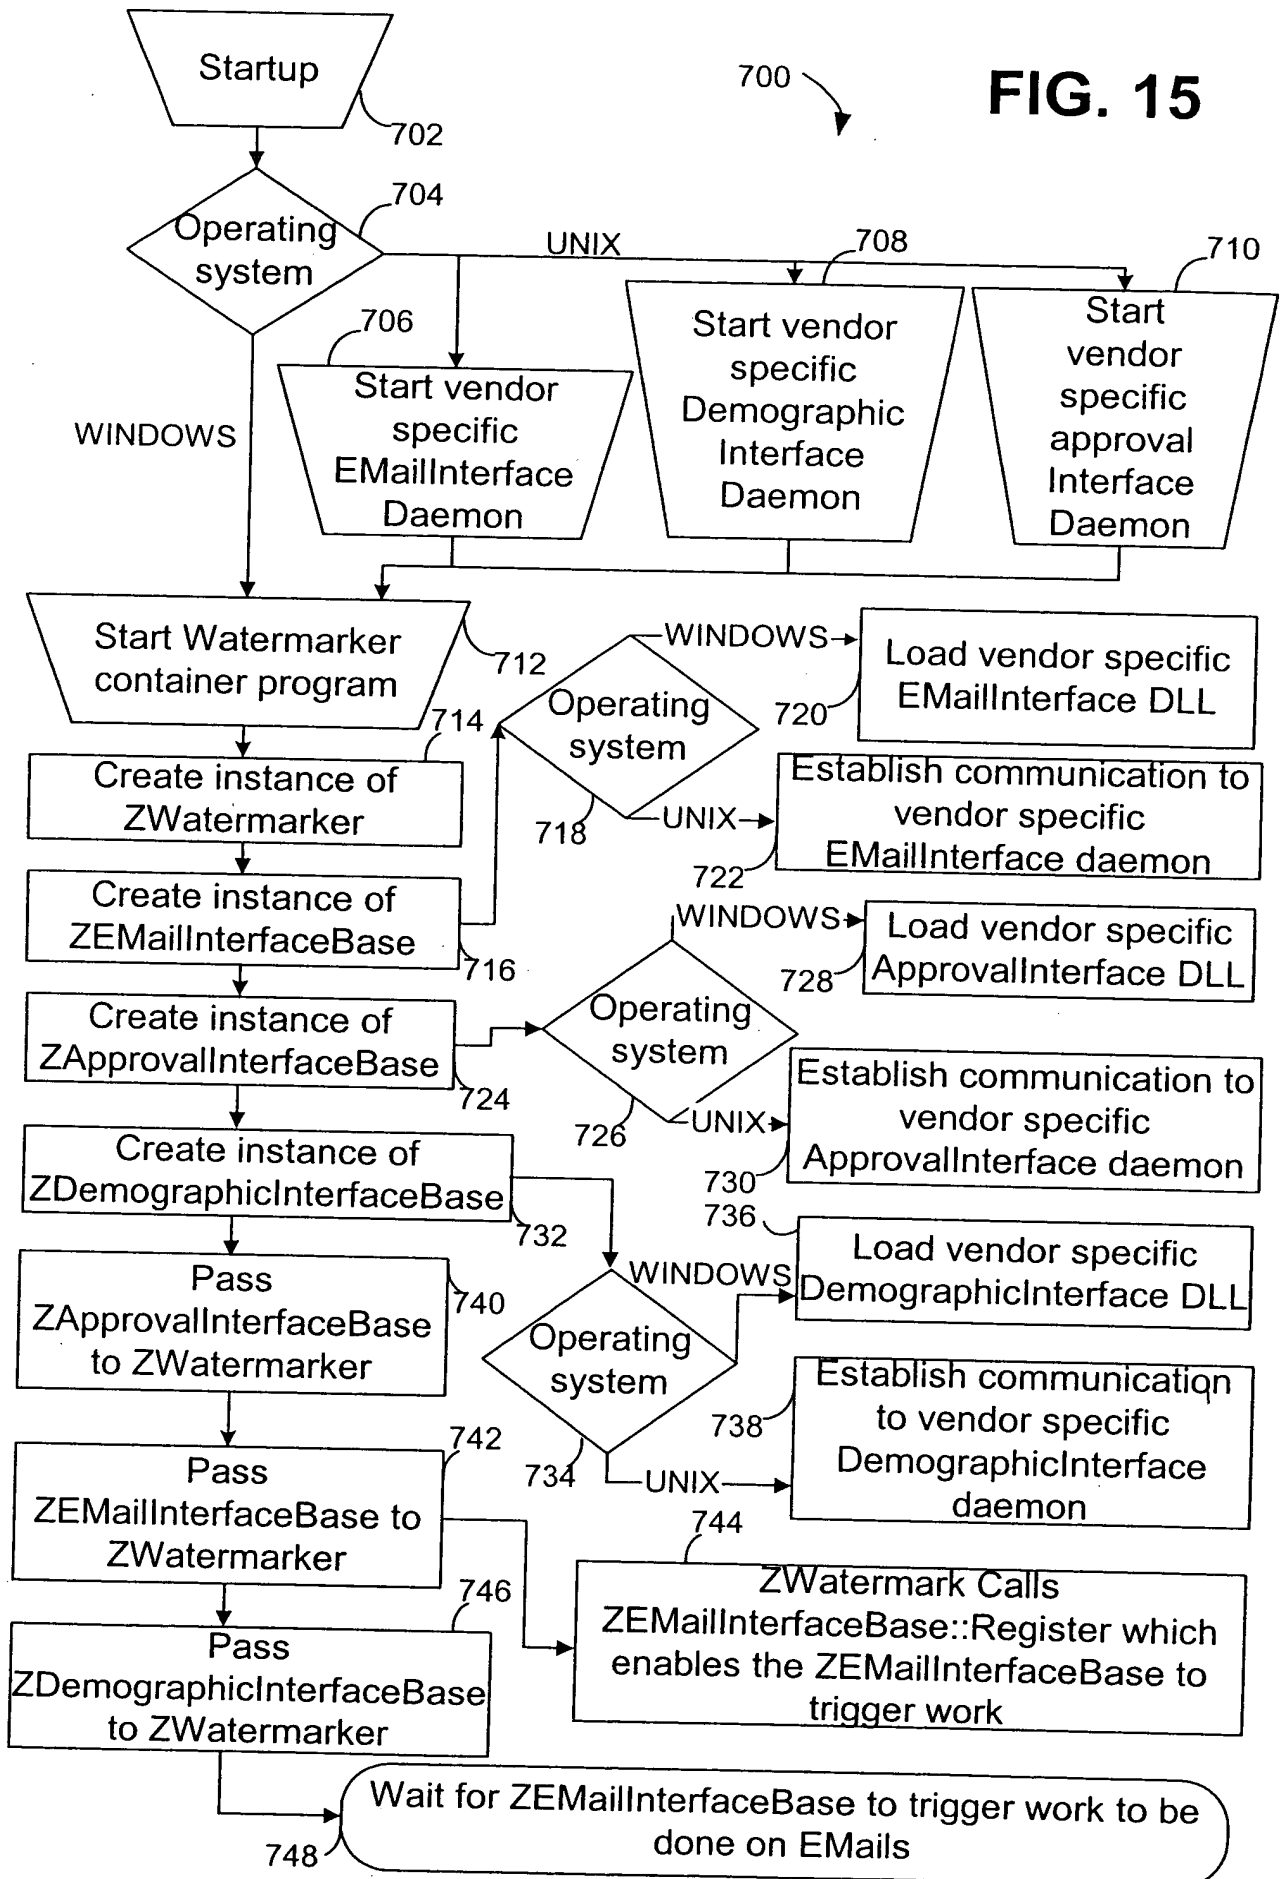 Startup
702
700
FIG. 15
704
Operating
system
UNIX
708
710
706
WINDOWS
Start vendor
specific
EMailInterface
Daemon
Start vendor
specific
Demographic
Interface
Daemon
Start
vendor
specific
approval
Interface
Daemon
Start Watermarker
container program
712
714
Create instance of
ZWatermarker
Create instance of
ZEMailInterfaceBase
716
Operating
system
718
WINDOWS
720
Load vendor specific
EMailInterface DLL
UNIX
722
Establish communication to
vendor specific
EMailInterface daemon
Create instance of
ZApprovalInterfaceBase
724
Operating
system
726
WINDOWS
728
Load vendor specific
ApprovalInterface DLL
UNIX
730
Establish communication to
vendor specific
ApprovalInterface daemon
Create instance of
ZDemographicInterfaceBase
732
Operating
system
734
WINDOWS
736
Load vendor specific
DemographicInterface DLL
UNIX
738
Establish communication
to vendor specific
DemographicInterface
daemon
Pass
ZApprovalInterfaceBase
to ZWatermarker
740
742
Pass
ZEMailInterfaceBase to
ZWatermarker
744
ZWatermark Calls
ZEMailInterfaceBase::Register which
enables the ZEMailInterfaceBase to
trigger work
746
Pass
ZDemographicInterfaceBase
to ZWatermarker
748
Wait for ZEMailInterfaceBase to trigger work to be
done on EMails